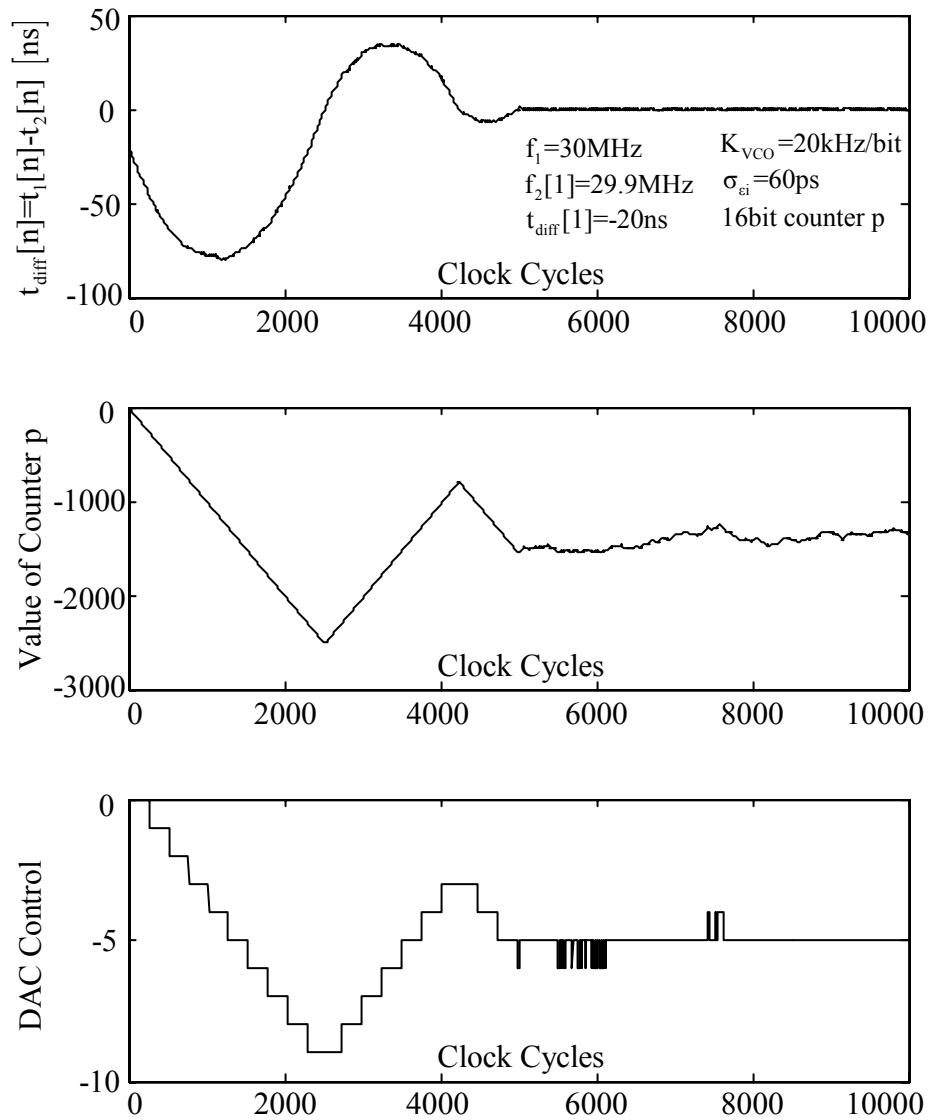 t_diff[n]=t_1[n]-t_2[n] [ns]
50
0
-50
-100
f_1=30MHz
f_2[1]=29.9MHz
t_diff[1]=-20ns
K_VCO=20kHz/bit
σ_εi=60ps
16bit counter p
Clock Cycles
0 2000 4000 6000 8000 10000
Value of Counter p
0
-1000
-2000
-3000
Clock Cycles
0 2000 4000 6000 8000 10000
DAC Control
0
-5
-10
Clock Cycles
0 2000 4000 6000 8000 10000